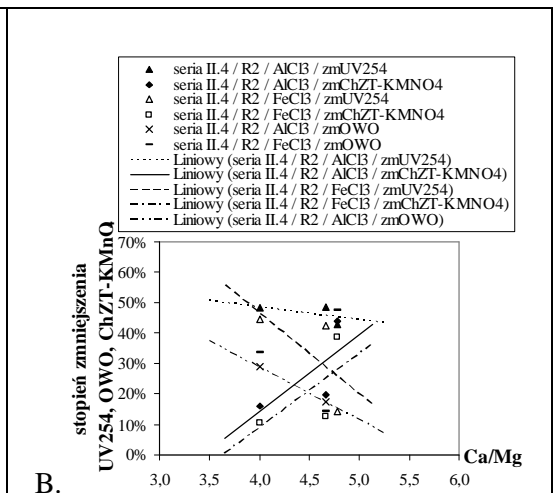 seria II.4 / R2 / AlCl3 / zmUV254
seria II.4 / R2 / AlCl3 / zmChZT-KMNO4
seria II.4 / R2 / FeCl3 / zmUV254
seria II.4 / R2 / FeCl3 / zmChZT-KMNO4
seria II.4 / R2 / AlCl3 / zmOWO
seria II.4 / R2 / FeCl3 / zmOWO
Liniowy (seria II.4 / R2 / AlCl3 / zmUV254)
Liniowy (seria II.4 / R2 / AlCl3 / zmChZT-KMNO4)
Liniowy (seria II.4 / R2 / FeCl3 / zmUV254)
Liniowy (seria II.4 / R2 / FeCl3 / zmChZT-KMNO4)
Liniowy (seria II.4 / R2 / AlCl3 / zmOWO)
stopień zmniejszenia
UV254, OWO, ChZT-KMnO
70%
60%
50%
40%
30%
20%
10%
0%
3,0 3,5 4,0 4,5 5,0 5,5 6,0
Ca/Mg
B.